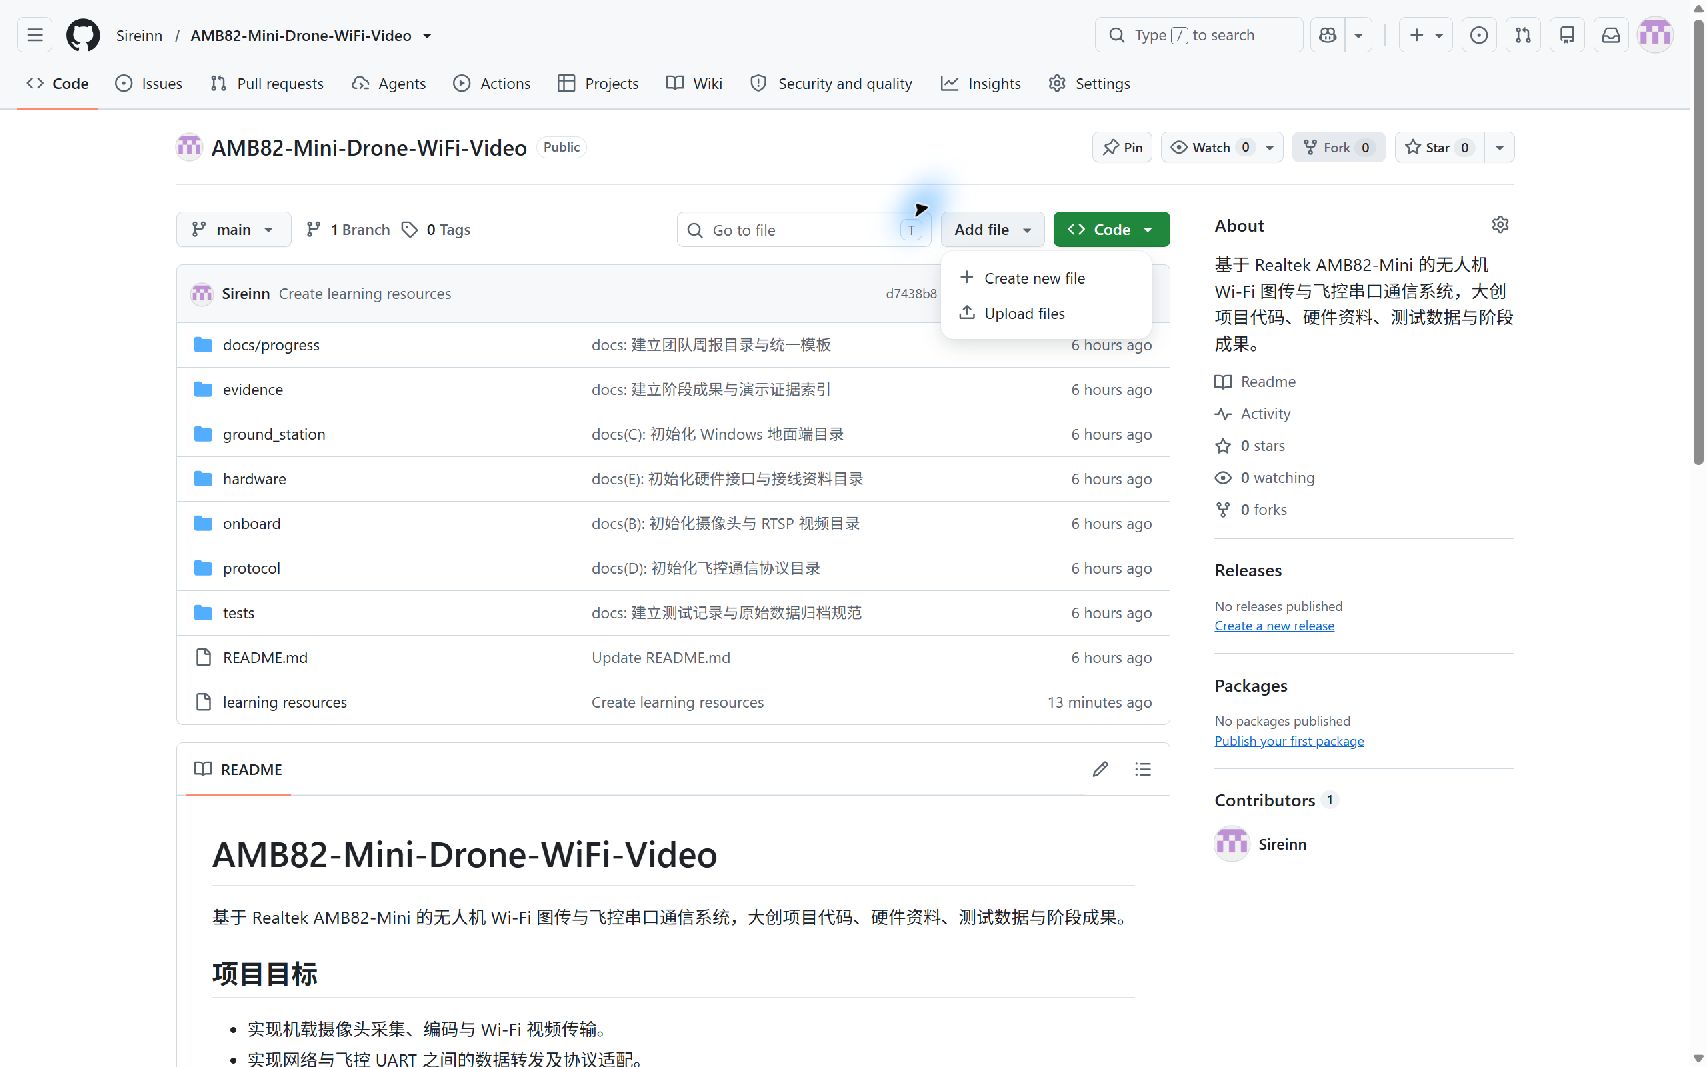 Sireinn / AMB82-Mini-Drone-WiFi-Video
Type / to search
Code
Issues
Pull requests
Agents
Actions
Projects
Wiki
Security and quality
Insights
Settings
AMB82-Mini-Drone-WiFi-Video Public
Pin
Watch 0
Fork 0
Star 0
main
1 Branch
0 Tags
Go to file
T
Add file
Code
Create new file
Upload files
Sireinn Create learning resources d7438b8
docs/progress docs: 建立团队周报目录与统一模板 6 hours ago
evidence docs: 建立阶段成果与演示证据索引 6 hours ago
ground_station docs(C): 初始化 Windows 地面端目录 6 hours ago
hardware docs(E): 初始化硬件接口与接线资料目录 6 hours ago
onboard docs(B): 初始化摄像头与 RTSP 视频目录 6 hours ago
protocol docs(D): 初始化飞控通信协议目录 6 hours ago
tests docs: 建立测试记录与原始数据归档规范 6 hours ago
README.md Update README.md 6 hours ago
learning resources Create learning resources 13 minutes ago
README
AMB82-Mini-Drone-WiFi-Video
基于 Realtek AMB82-Mini 的无人机 Wi-Fi 图传与飞控串口通信系统，大创项目代码、硬件资料、测试数据与阶段成果。
项目目标
• 实现机载摄像头采集、编码与 Wi-Fi 视频传输。
• 实现网络与飞控 UART 之间的数据转发及协议适配。
About
基于 Realtek AMB82-Mini 的无人机
Wi-Fi 图传与飞控串口通信系统，大创
项目代码、硬件资料、测试数据与阶段
成果。
Readme
Activity
0 stars
0 watching
0 forks
Releases
No releases published
Create a new release
Packages
No packages published
Publish your first package
Contributors 1
Sireinn